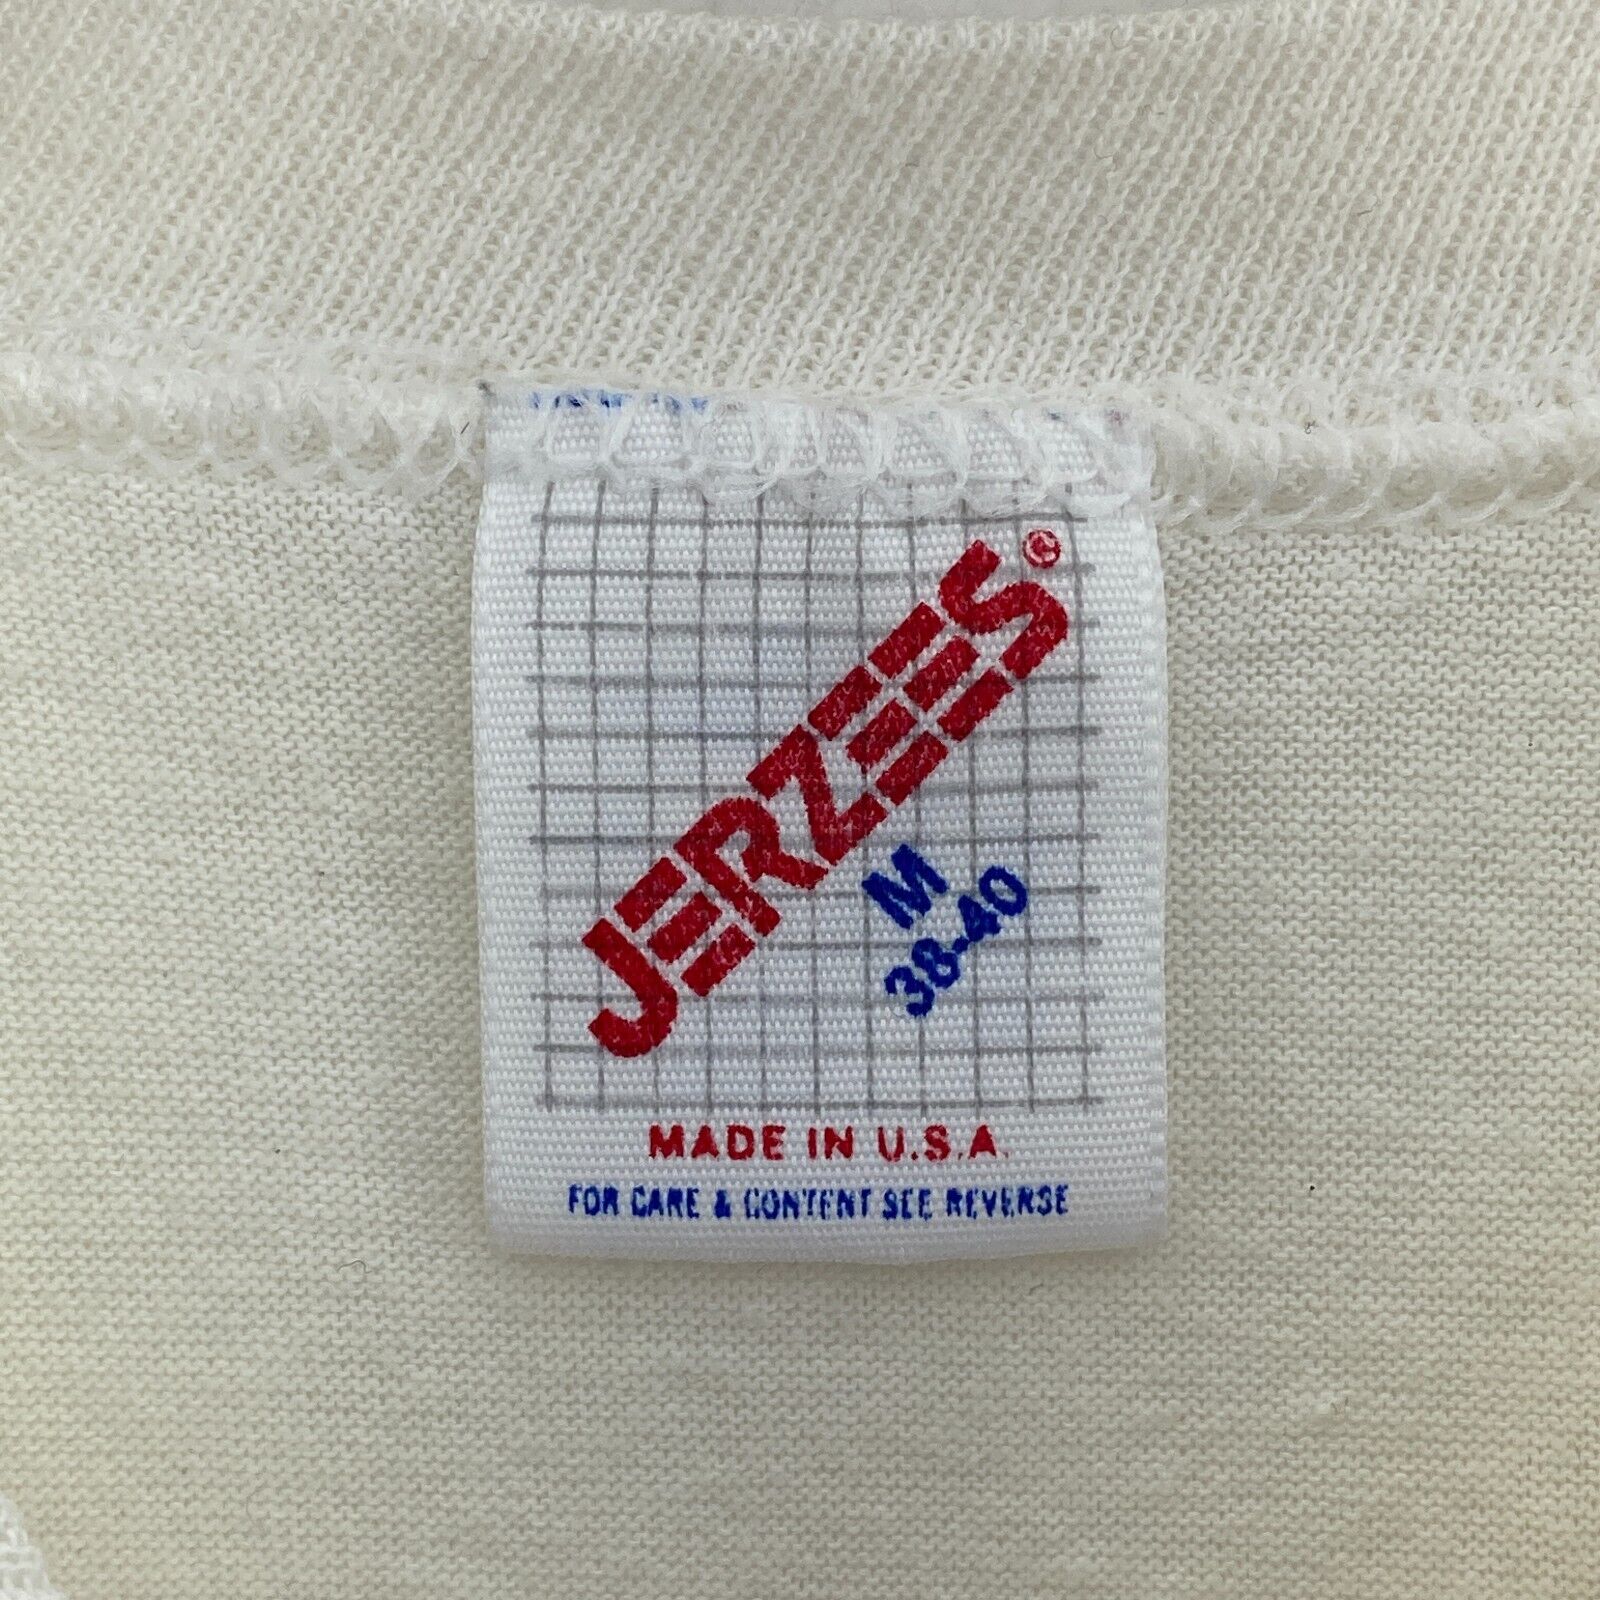 JERZEES©
M
38-40
MADE IN U.S.A.
FOR CARE & CONTENT SEE REVERSE